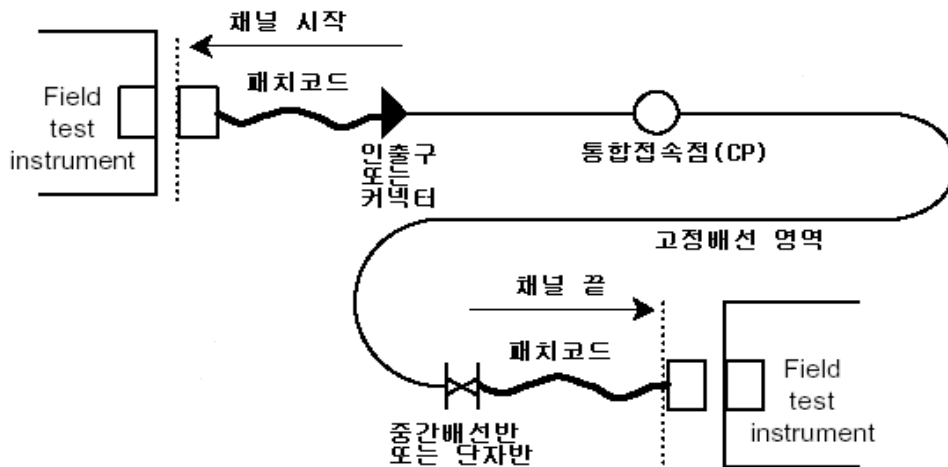 채널 시작
Field
test
instrument
패치코드
인출구
또는
커넥터
통합접속점(CP)
고정배선 영역
채널 끝
패치코드
중간배선반
또는 단자반
Field
test
instrument